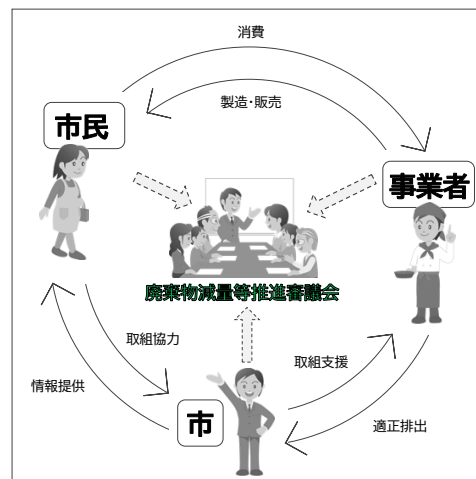 消費
製造・販売
市民
事業者
廃棄物減量等推進審議会
取組協力
取組支援
情報提供
市
適正排出